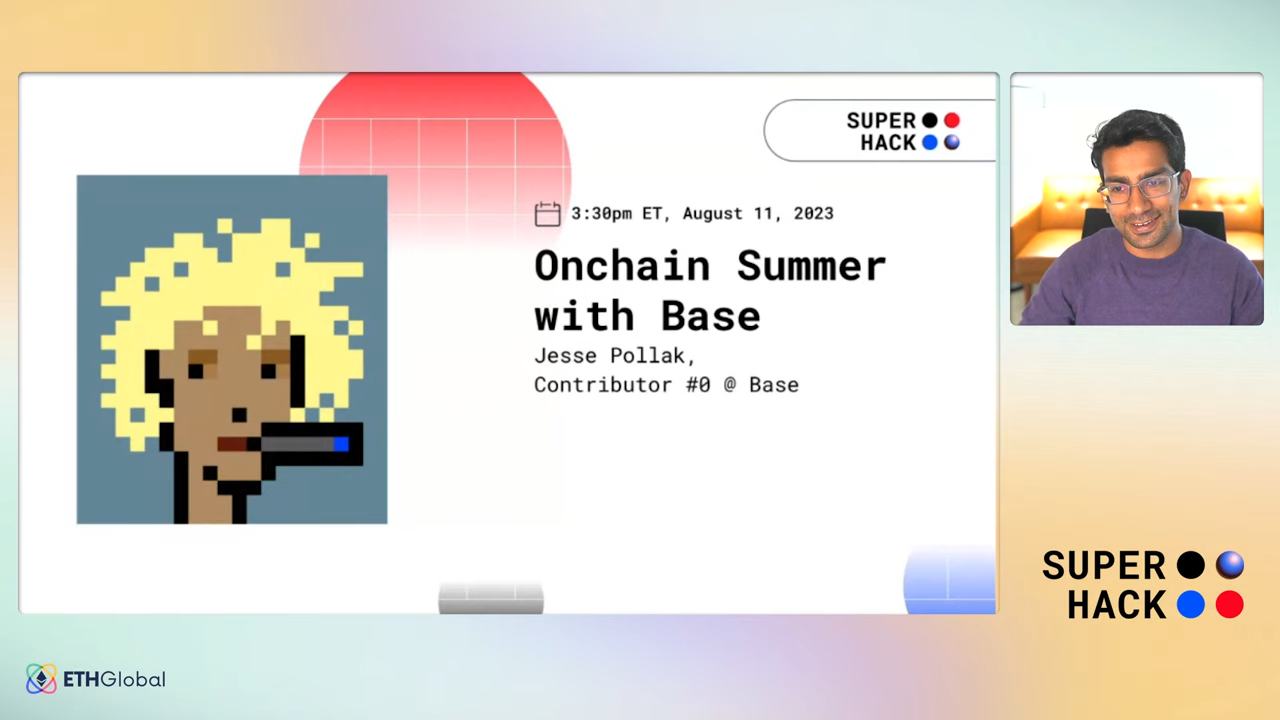 SUPER
HACK
3:30pm ET, August 11, 2023
Onchain Summer
with Base
Jesse Pollak,
Contributor #0 @ Base
SUPER
HACK
ETHGlobal